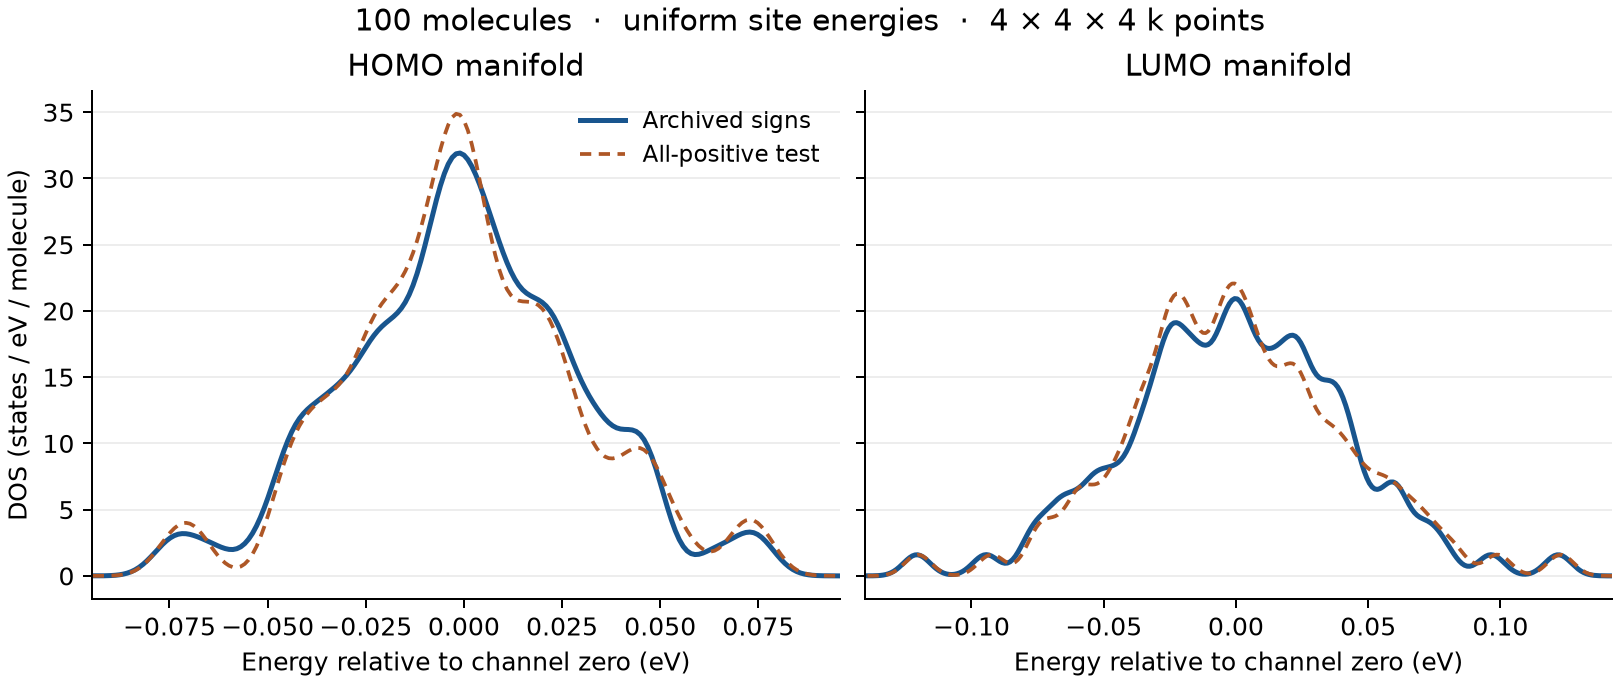 100 molecules · uniform site energies · 4 × 4 × 4 k points
HOMO manifold
LUMO manifold
DOS (states / eV / molecule)
35
30
25
20
15
10
5
0
Archived signs
All-positive test
−0.075 −0.050 −0.025 0.000 0.025 0.050 0.075
−0.10 −0.05 0.00 0.05 0.10
Energy relative to channel zero (eV)
Energy relative to channel zero (eV)